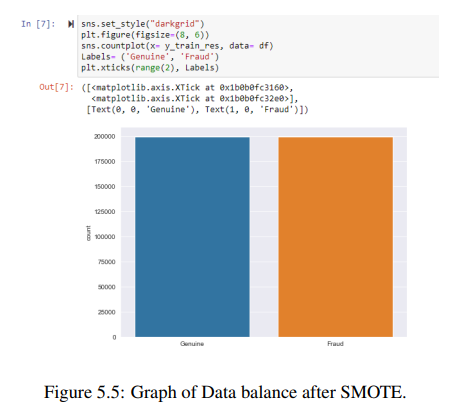 In [7]: sns.set_style("darkgrid")
plt.figure(figsize=(8, 6))
sns.countplot(x= y_train_res, data= df)
Labels= ('Genuine', 'Fraud')
plt.xticks(range(2), Labels)
Out[7]: ([<matplotlib.axis.XTick at 0x1b0b0fc3160>,
<matplotlib.axis.XTick at 0x1b0b0fc32e0>],
[Text(0, 0, 'Genuine'), Text(1, 0, 'Fraud')])
200000
175000
150000
125000
100000
75000
50000
25000
0
count
Genuine Fraud
Figure 5.5: Graph of Data balance after SMOTE.